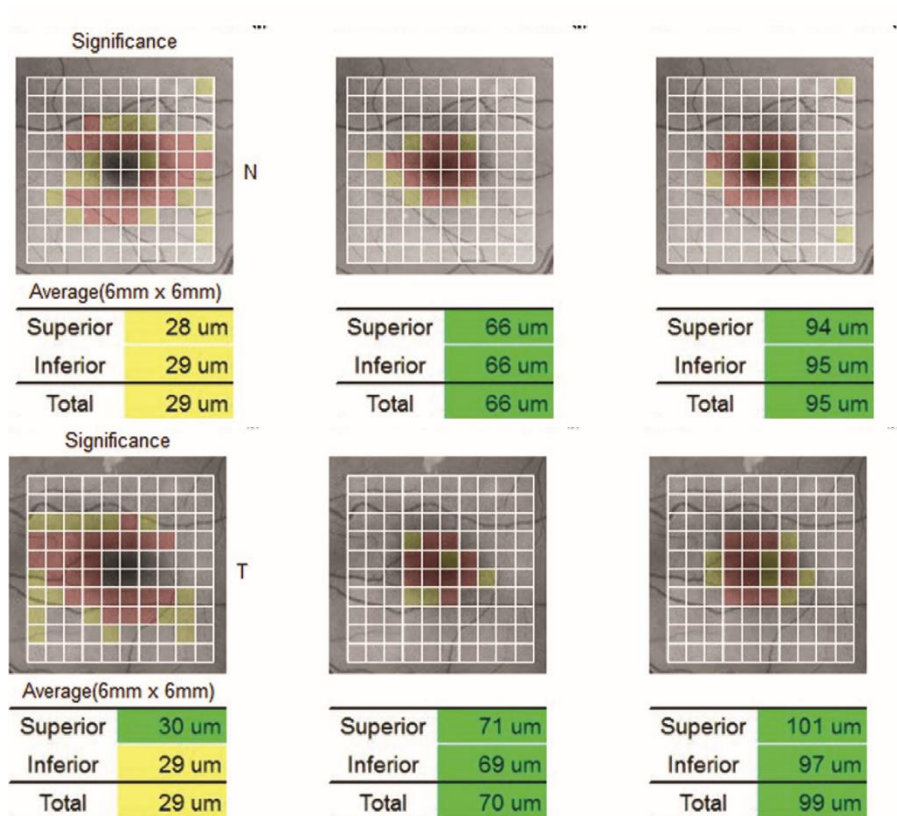 Significance
N
Average(6mm x 6mm)
Superior 28 um
Inferior 29 um
Total 29 um
Superior 66 um
Inferior 66 um
Total 66 um
Superior 94 um
Inferior 95 um
Total 95 um
Significance
T
Average(6mm x 6mm)
Superior 30 um
Inferior 29 um
Total 29 um
Superior 71 um
Inferior 69 um
Total 70 um
Superior 101 um
Inferior 97 um
Total 99 um